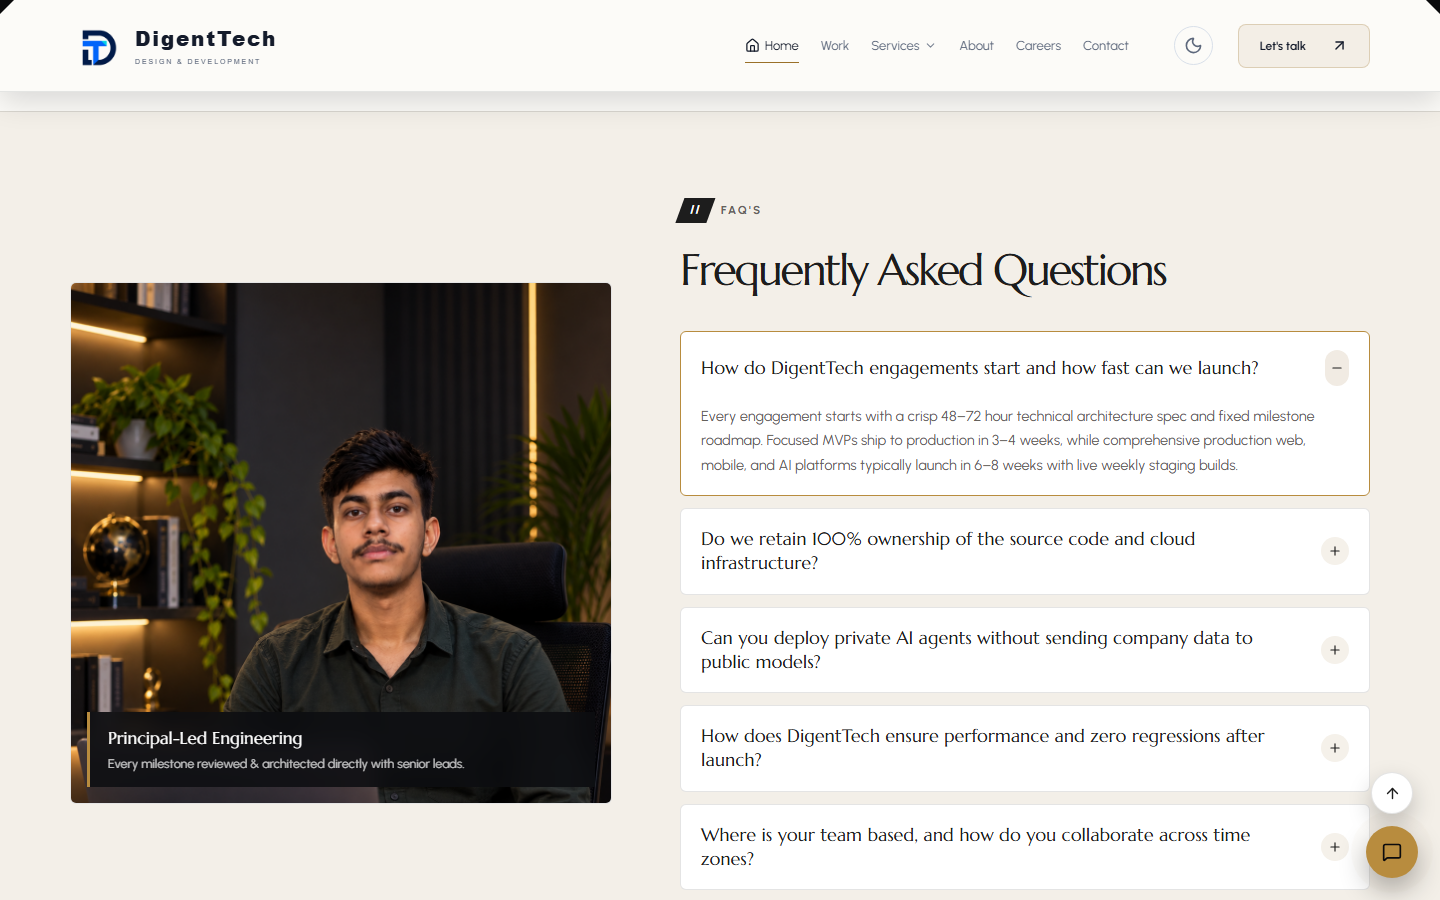 DigentTech
DESIGN & DEVELOPMENT
Home
Work
Services
About
Careers
Contact
Let's talk
// FAQ'S
Frequently Asked Questions
How do DigentTech engagements start and how fast can we launch?
Every engagement starts with a crisp 48–72 hour technical architecture spec and fixed milestone
roadmap. Focused MVPs ship to production in 3–4 weeks, while comprehensive production web,
mobile, and AI platforms typically launch in 6–8 weeks with live weekly staging builds.
Do we retain 100% ownership of the source code and cloud
infrastructure?
Can you deploy private AI agents without sending company data to
public models?
How does DigentTech ensure performance and zero regressions after
launch?
Where is your team based, and how do you collaborate across time
zones?
Principal-Led Engineering
Every milestone reviewed & architected directly with senior leads.